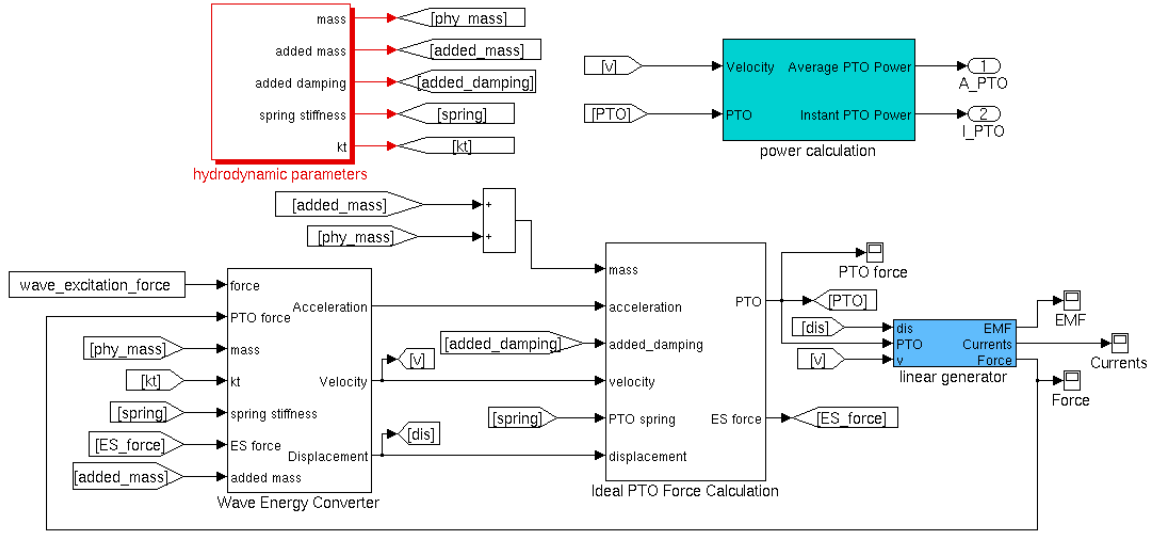 mass
[phy_mass]
added mass
[added_mass]
added damping
[added_damping]
spring stiffness
[spring]
kt
[kt]
hydrodynamic parameters
[v]
Velocity
Average PTO Power
1
A_PTO
[PTO]
PTO
Instant PTO Power
2
I_PTO
power calculation
[added_mass]
+
[phy_mass]
+
wave_excitation_force
force
Acceleration
PTO force
[phy_mass]
mass
[kt]
kt
Velocity
[v]
[spring]
spring stiffness
[ES_force]
ES force
Displacement
[dis]
[added_mass]
added mass
Wave Energy Converter
mass
acceleration
PTO
[added_damping]
added_damping
velocity
[spring]
PTO spring
ES force
[ES_force]
displacement
Ideal PTO Force Calculation
PTO force
[PTO]
[dis]
dis
EMF
EMF
PTO
Currents
Currents
[v]
v
Force
Force
linear generator